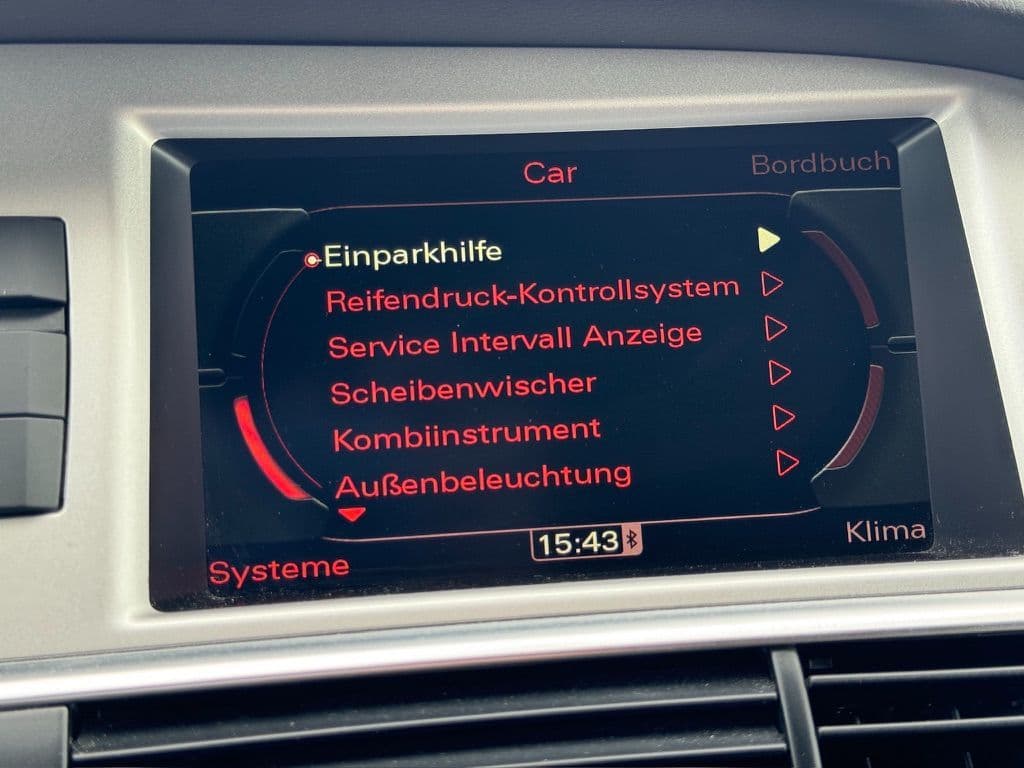 Car
Bordbuch
Einparkhilfe
Reifendruck-Kontrollsystem
Service Intervall Anzeige
Scheibenwischer
Kombiinstrument
Außenbeleuchtung
15:43
Klima
Systeme